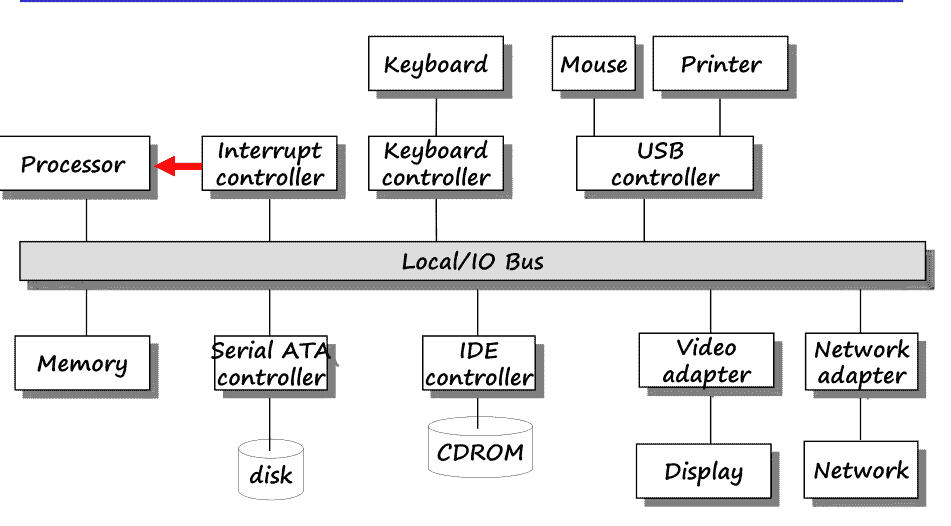 Keyboard
Mouse
Printer
Processor
Interrupt
controller
Keyboard
controller
USB
controller
Local/IO Bus
Memory
Serial ATA
controller
IDE
controller
Video
adapter
Network
adapter
disk
CDROM
Display
Network